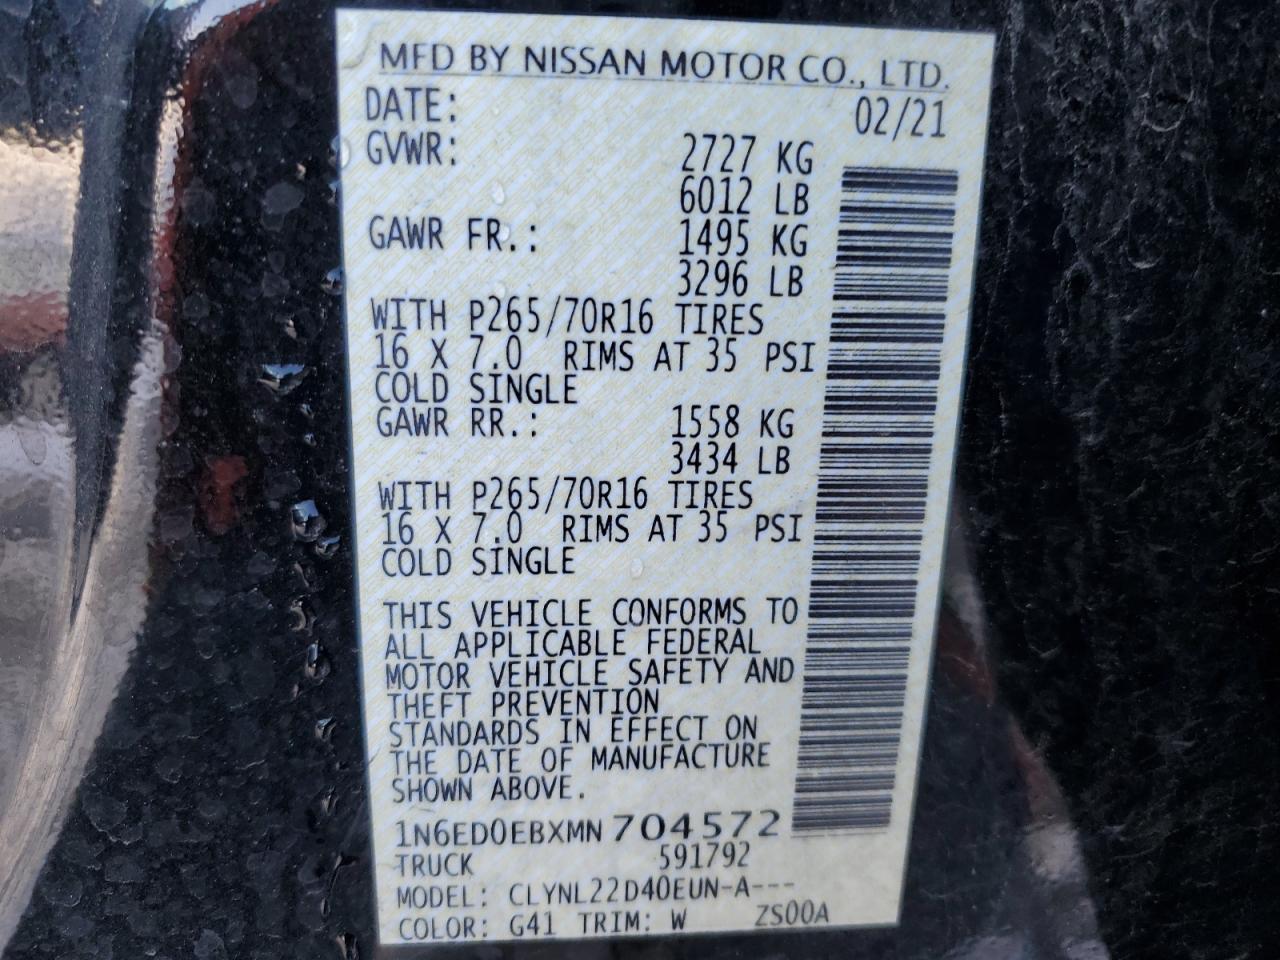 MFD BY NISSAN MOTOR CO., LTD.
DATE: 02/21
GVWR: 2727 KG
6012 LB
GAWR FR.: 1495 KG
3296 LB
WITH P265/70R16 TIRES
16 X 7.0 RIMS AT 35 PSI
COLD SINGLE
GAWR RR.: 1558 KG
3434 LB
WITH P265/70R16 TIRES
16 X 7.0 RIMS AT 35 PSI
COLD SINGLE
THIS VEHICLE CONFORMS TO
ALL APPLICABLE FEDERAL
MOTOR VEHICLE SAFETY AND
THEFT PREVENTION
STANDARDS IN EFFECT ON
THE DATE OF MANUFACTURE
SHOWN ABOVE.
1N6ED0EBXMN704572
TRUCK 591792
MODEL: CLYNL22D40EUN-A---
COLOR: G41 TRIM: W ZS00A